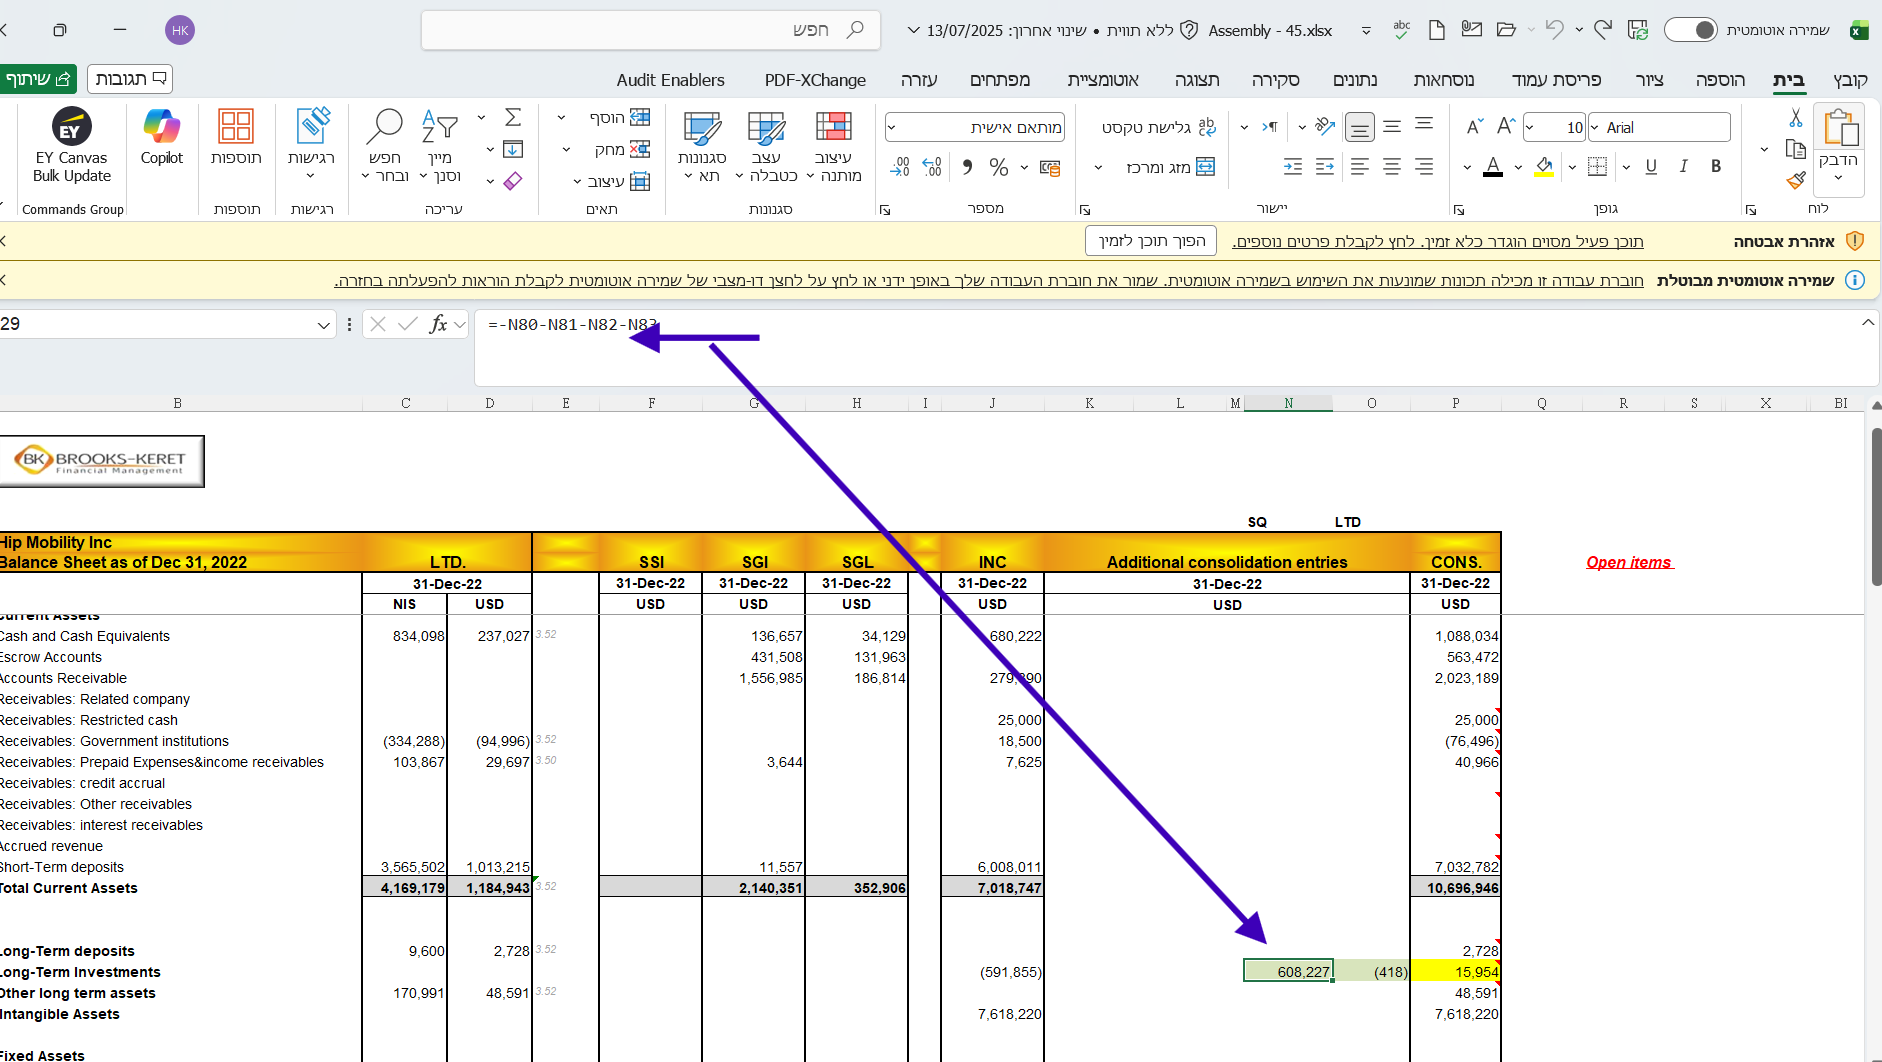 HK
חפש
Assembly - 45.xlsx
ללא תווית • שינוי אחרון: 13/07/2025
שמירה אוטומטית
קובץ
בית
הוספה
ציור
פריסת עמוד
נוסחאות
נתונים
סקירה
תצוגה
אוטומציית
מפתחים
עזרה
PDF-XChange
Audit Enablers
תגובות
שיתוף
הדבק
לוח
Arial
10
B I U
גופן
גלישת טקסט
מזג ומרכז
יישור
מותאם אישית
מספר
עיצוב
מותנה
עצב
כטבלה
סגנונות
תא
סגנונות
הוסף
מחק
עיצוב
תאים
מיין
וסנן
חפש
ובחר
עריכה
רגישות
רגישות
תוספות
תוספות
Copilot
EY
EY Canvas
Bulk Update
Commands Group
אזהרת אבטחה
תוכן פעיל מסוים הוגדר כלא זמין. לחץ לקבלת פרטים נוספים.
הפוך תוכן לזמין
שמירה אוטומטית מבוטלת
חוברת עבודה זו מכילה תכונות שמונעות את השימוש בשמירה אוטומטית. שמור את חוברת העבודה שלך באופן ידני או לחץ על לחצן דו-מצבי של שמירה אוטומטית לקבלת הוראות להפעלתה בחזרה.
29
fx
=-N80-N81-N82-N83
B C D E F G H I J K L M N O P Q R S X BI
BK BROOKS-KERET
Financial Management
SQ LTD
Hip Mobility Inc
Balance Sheet as of Dec 31, 2022 LTD. SSI SGI SGL INC Additional consolidation entries CONS. Open items
31-Dec-22 31-Dec-22 31-Dec-22 31-Dec-22 31-Dec-22 31-Dec-22 31-Dec-22
NIS USD USD USD USD USD USD USD
Current Assets
Cash and Cash Equivalents 834,098 237,027 3.52 136,657 34,129 680,222 1,088,034
Escrow Accounts 431,508 131,963 563,472
Accounts Receivable 1,556,985 186,814 279,390 2,023,189
Receivables: Related company
Receivables: Restricted cash 25,000 25,000
Receivables: Government institutions (334,288) (94,996) 3.52 18,500 (76,496)
Receivables: Prepaid Expenses&income receivables 103,867 29,697 3.50 3,644 7,625 40,966
Receivables: credit accrual
Receivables: Other receivables
Receivables: interest receivables
Accrued revenue
Short-Term deposits 3,565,502 1,013,215 11,557 6,008,011 7,032,782
Total Current Assets 4,169,179 1,184,943 3.52 2,140,351 352,906 7,018,747 10,696,946
Long-Term deposits 9,600 2,728 3.52 2,728
Long-Term Investments (591,855) 608,227 (418) 15,954
Other long term assets 170,991 48,591 3.52 48,591
Intangible Assets 7,618,220 7,618,220
Fixed Assets